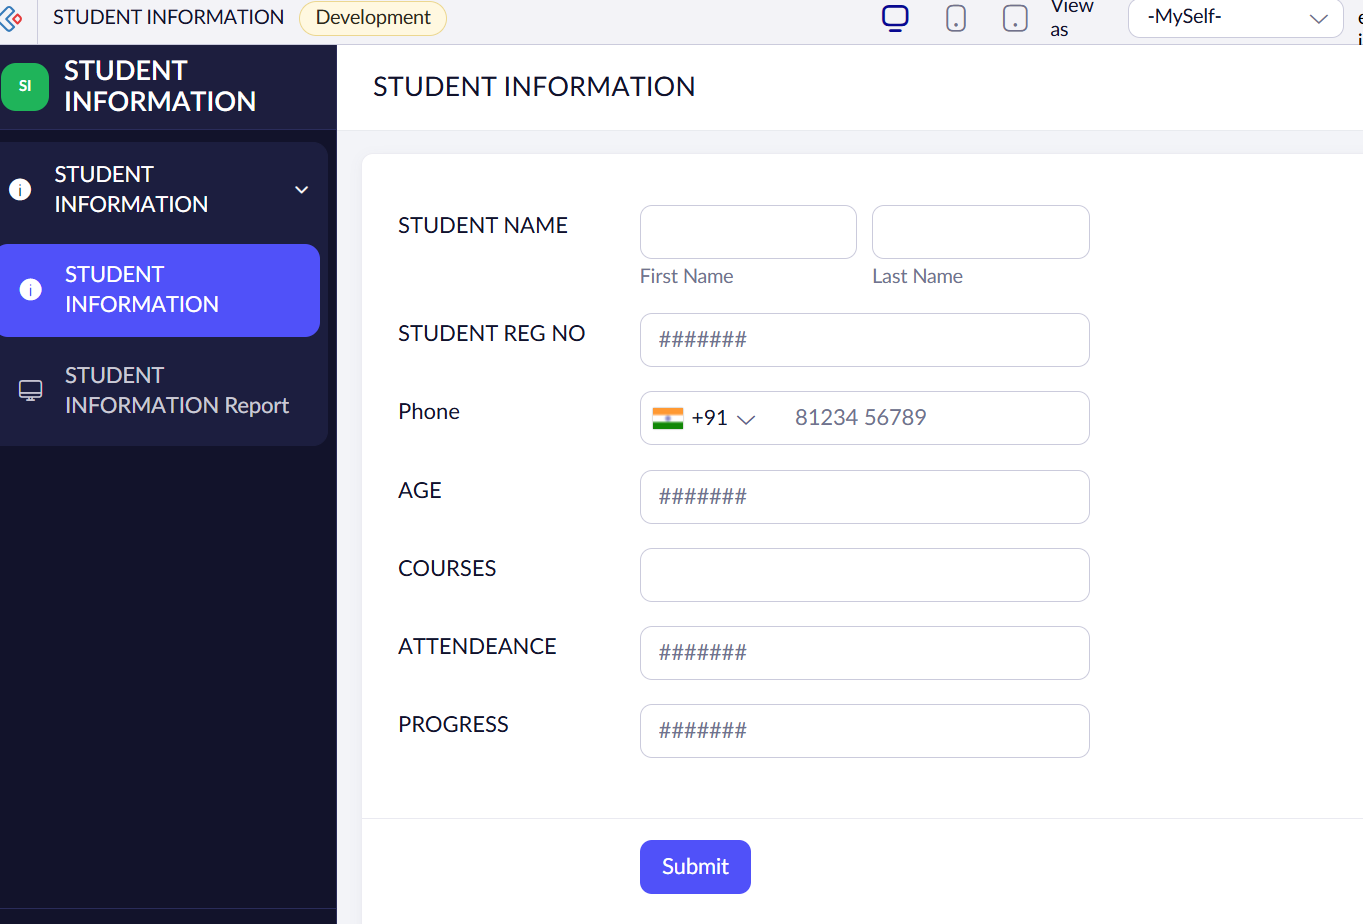 STUDENT INFORMATION
Development
View
as
-MySelf-
SI
STUDENT
INFORMATION
STUDENT
INFORMATION
STUDENT
INFORMATION
STUDENT
INFORMATION Report
STUDENT INFORMATION
STUDENT NAME
First Name Last Name
STUDENT REG NO #######
Phone +91 81234 56789
AGE #######
COURSES
ATTENDEANCE #######
PROGRESS #######
Submit